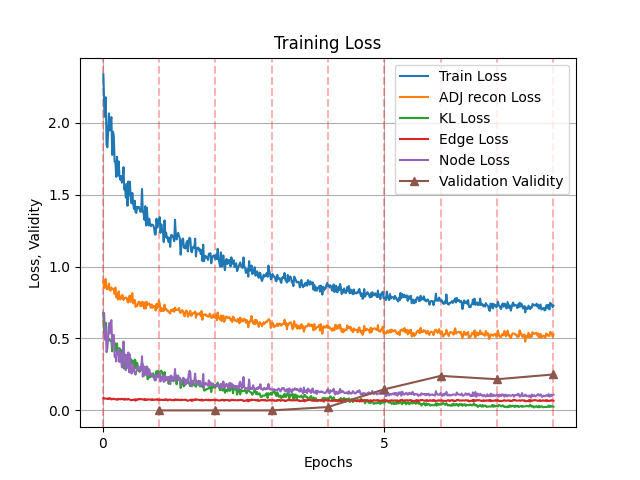 Training Loss
Train Loss
ADJ recon Loss
KL Loss
Edge Loss
Node Loss
Validation Validity
2.0
1.5
1.0
0.5
0.0
Loss, Validity
0
5
Epochs